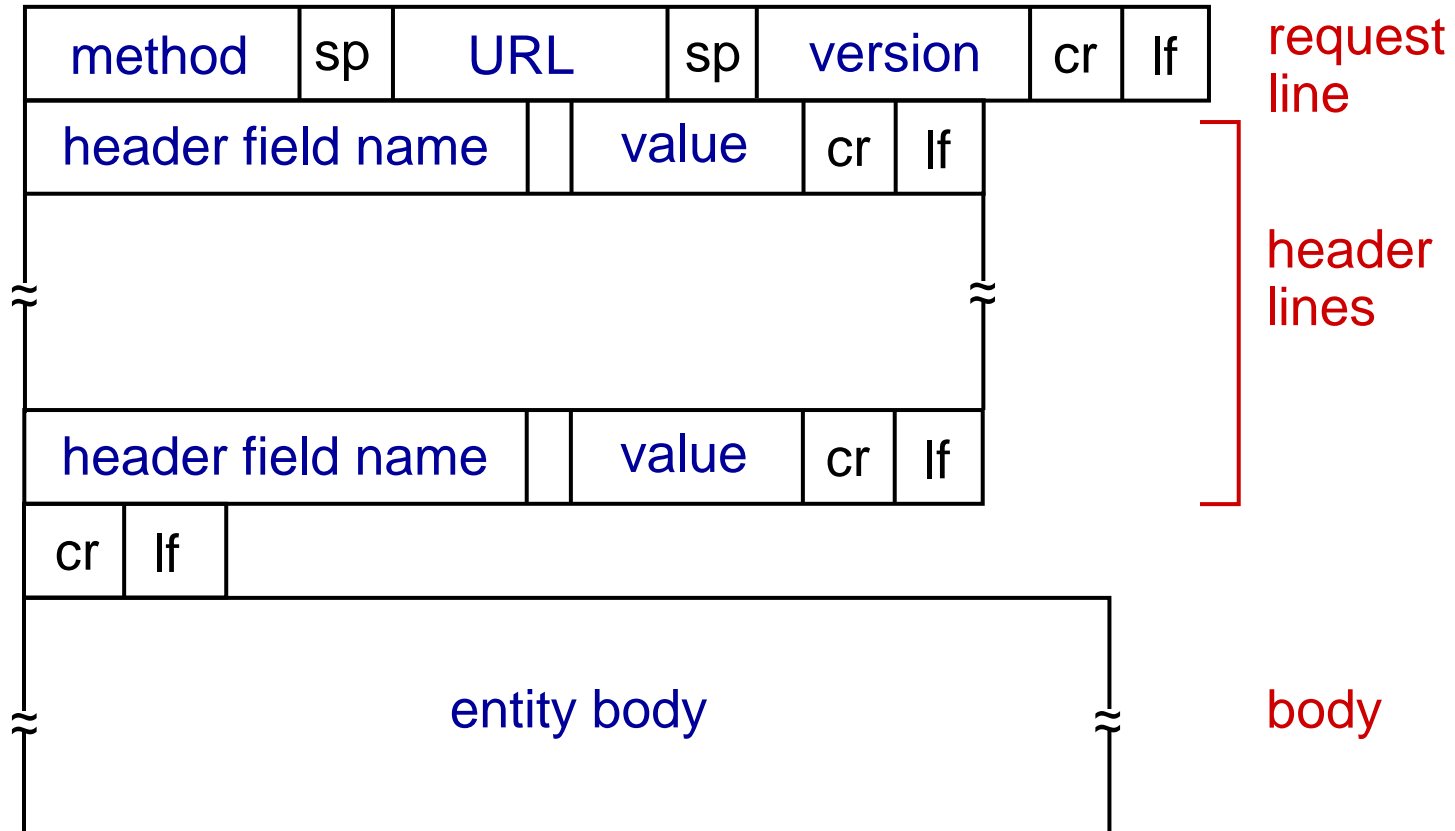 method sp URL sp version cr lf request
line
header field name value cr lf
header
lines
header field name value cr lf
cr lf
entity body body